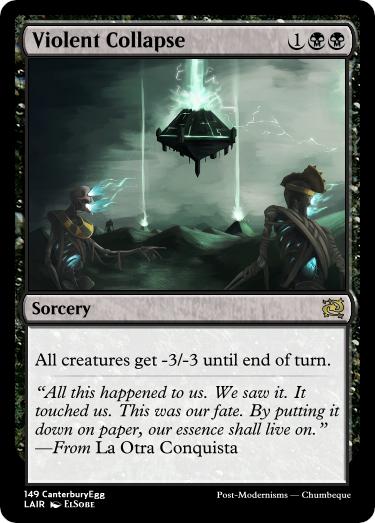 Violent Collapse 1
Sorcery
All creatures get -3/-3 until end of turn.
“All this happened to us. We saw it. It
touched us. This was our fate. By putting it
down on paper, our essence shall live on.”
—From La Otra Conquista
149 CanterburyEgg
LAIR ElSobe
Post-Modernisms — Chumbeque